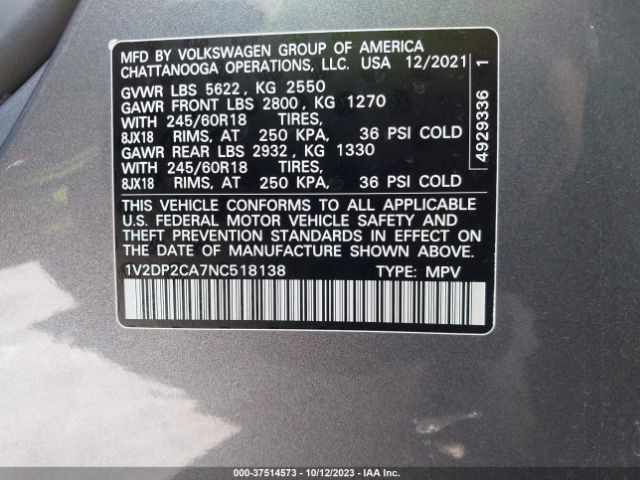 MFD BY VOLKSWAGEN GROUP OF AMERICA
CHATTANOOGA OPERATIONS, LLC. USA 12/2021
GVWR LBS 5622, KG 2550
GAWR FRONT LBS 2800, KG 1270
WITH 245/60R18 TIRES,
8JX18 RIMS, AT 250 KPA, 36 PSI COLD
GAWR REAR LBS 2932, KG 1330
WITH 245/60R18 TIRES,
8JX18 RIMS, AT 250 KPA, 36 PSI COLD
THIS VEHICLE CONFORMS TO ALL APPLICABLE
U.S. FEDERAL MOTOR VEHICLE SAFETY AND
THEFT PREVENTION STANDARDS IN EFFECT ON
THE DATE OF MANUFACTURE SHOWN ABOVE.
1V2DP2CA7NC518138 TYPE: MPV
4929336 1
000-37514573 - 10/12/2023 - IAA Inc.